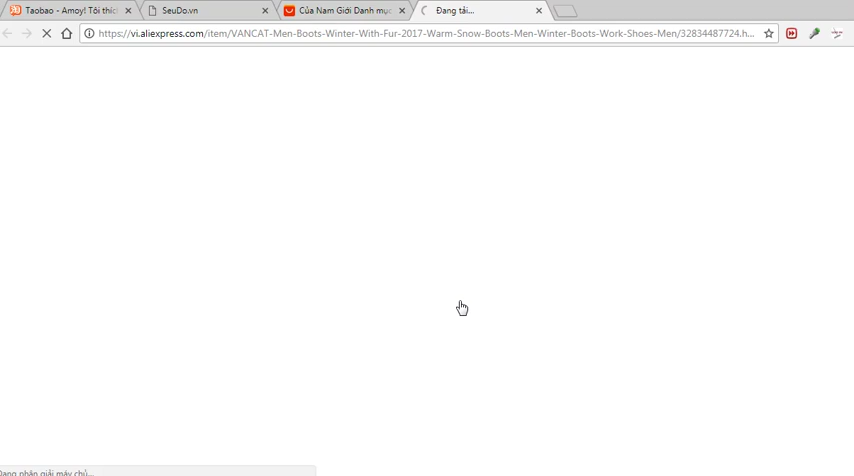 Taobao - Amoy! Tôi thích
SeuDo.vn
Của Nam Giới Danh mục
Đang tải...
https://vi.aliexpress.com/item/VANCAT-Men-Boots-Winter-With-Fur-2017-Warm-Snow-Boots-Men-Winter-Boots-Work-Shoes-Men/32834487724.h...
Đang phân giải máy chủ...